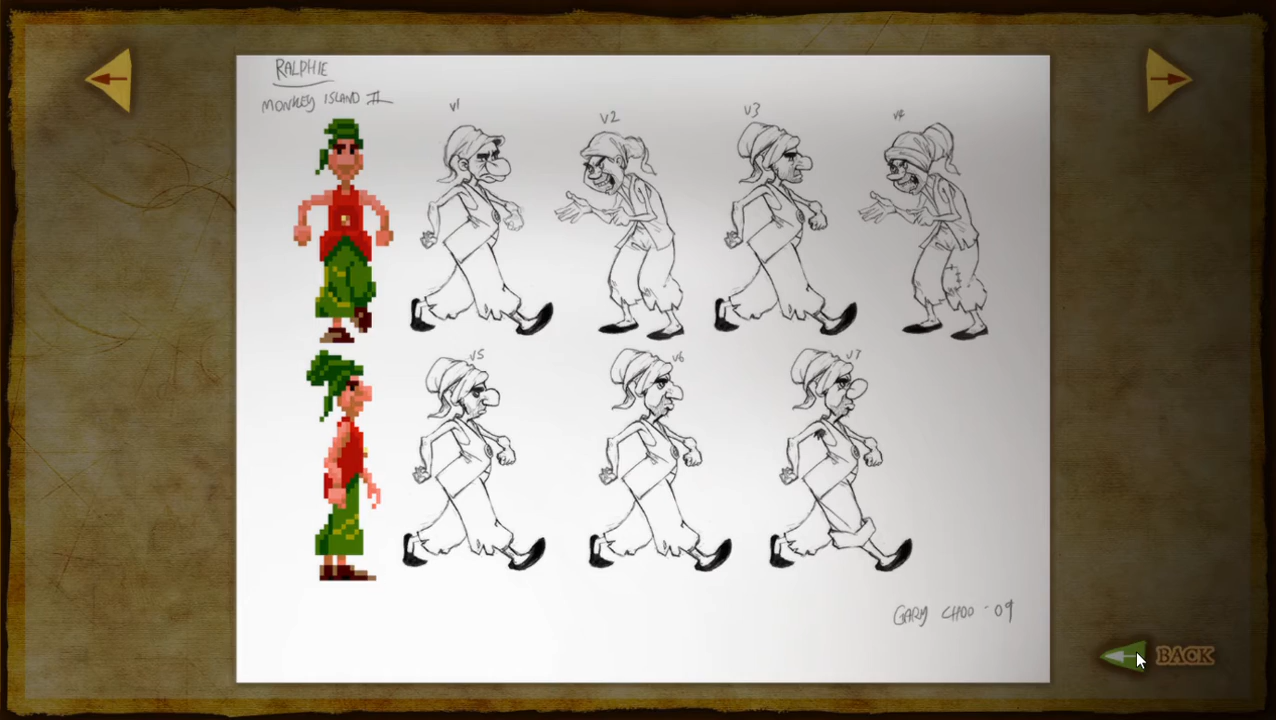 RALPHIE
MONKEY ISLAND II
V1
V2
V3
V4
V5
V6
V7
GARY CHOO - 09
BACK